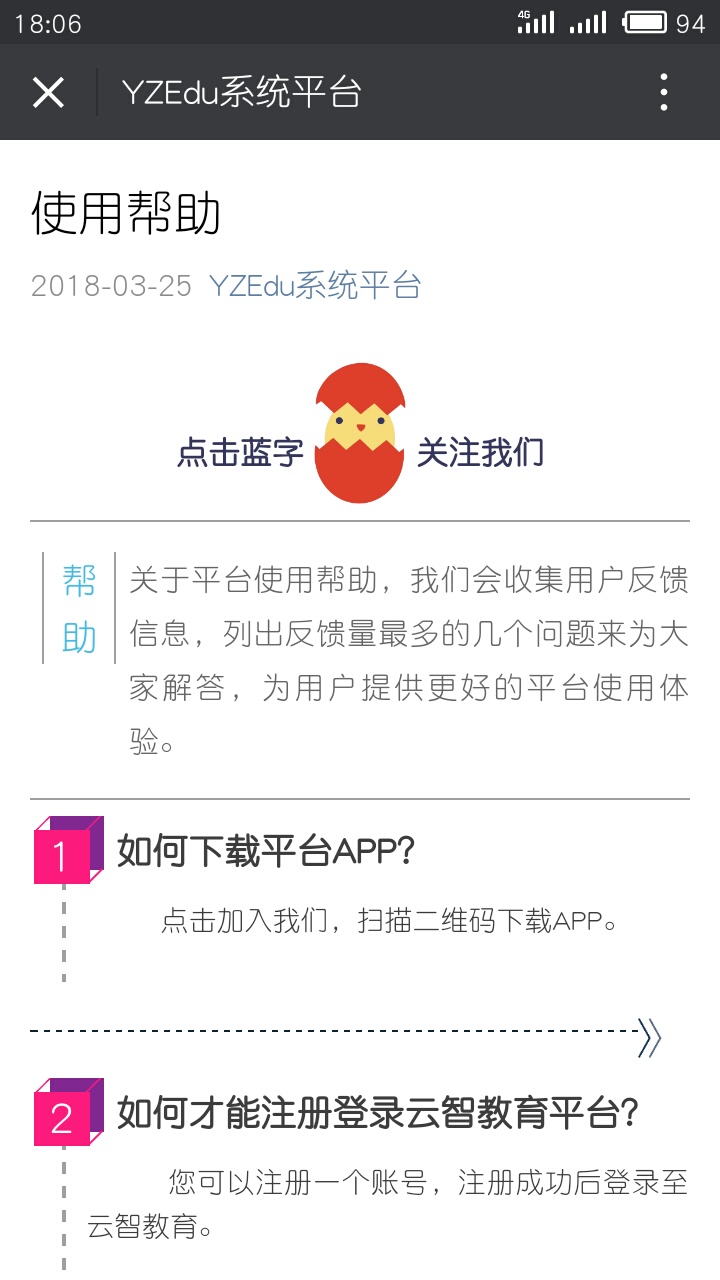 18:06
4G
94
YZEdu系统平台
使用帮助
2018-03-25 YZEdu系统平台
点击蓝字 关注我们
帮助
关于平台使用帮助，我们会收集用户反馈
信息，列出反馈量最多的几个问题来为大
家解答，为用户提供更好的平台使用体
验。
1 如何下载平台APP?
点击加入我们，扫描二维码下载APP。
2 如何才能注册登录云智教育平台?
您可以注册一个账号，注册成功后登录至
云智教育。